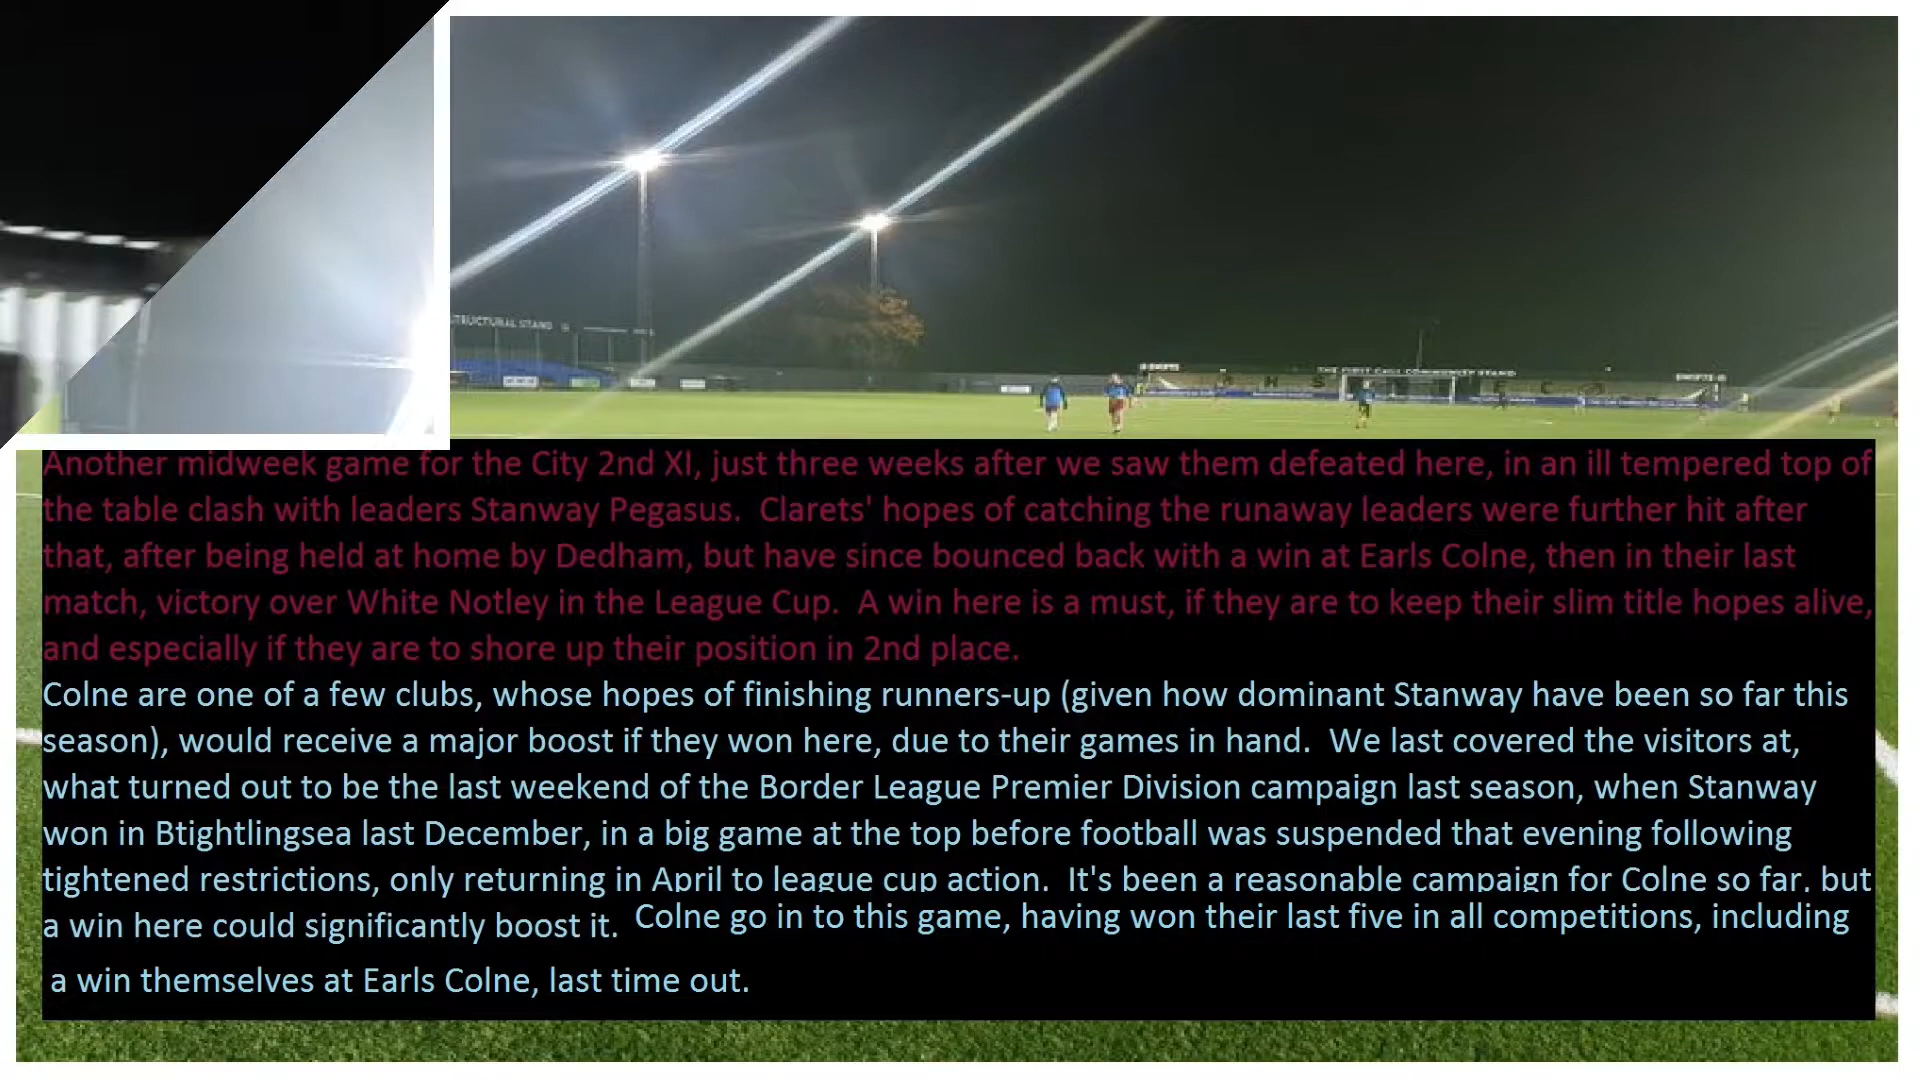 STRUCTURAL STAND
THE FIRST CALL COMMUNITY STAND
Another midweek game for the City 2nd XI, just three weeks after we saw them defeated here, in an ill tempered top of
the table clash with leaders Stanway Pegasus.  Clarets' hopes of catching the runaway leaders were further hit after
that, after being held at home by Dedham, but have since bounced back with a win at Earls Colne, then in their last
match, victory over White Notley in the League Cup.  A win here is a must, if they are to keep their slim title hopes alive,
and especially if they are to shore up their position in 2nd place.
Colne are one of a few clubs, whose hopes of finishing runners-up (given how dominant Stanway have been so far this
season), would receive a major boost if they won here, due to their games in hand.  We last covered the visitors at,
what turned out to be the last weekend of the Border League Premier Division campaign last season, when Stanway
won in Btightlingsea last December, in a big game at the top before football was suspended that evening following
tightened restrictions, only returning in April to league cup action.  It's been a reasonable campaign for Colne so far, but
a win here could significantly boost it.  Colne go in to this game, having won their last five in all competitions, including
a win themselves at Earls Colne, last time out.